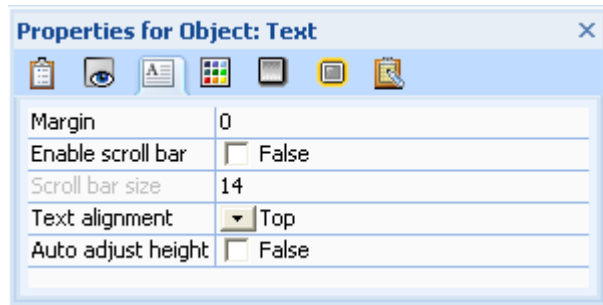 Properties for Object: Text
Margin 0
Enable scroll bar False
Scroll bar size 14
Text alignment Top
Auto adjust height False